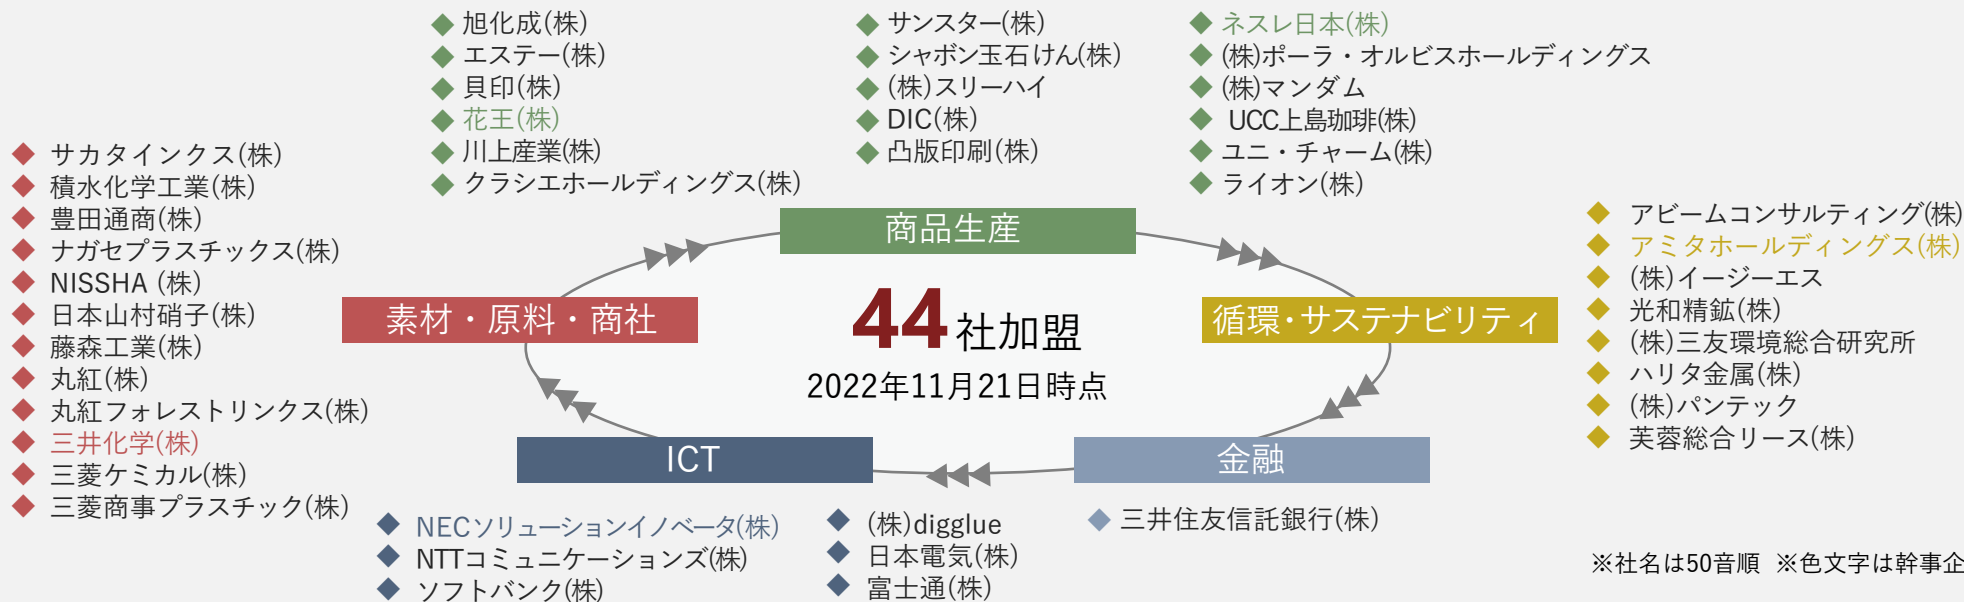 旭化成(株)
エステー(株)
貝印(株)
花王(株)
川上産業(株)
クラシエホールディングス(株)
サンスター(株)
シャボン玉石けん(株)
(株)スリーハイ
DIC(株)
凸版印刷(株)
ネスレ日本(株)
(株)ポーラ・オルビスホールディングス
(株)マンダム
UCC上島珈琲(株)
ユニ・チャーム(株)
ライオン(株)
商品生産
サカタインクス(株)
積水化学工業(株)
豊田通商(株)
ナガセプラスチックス(株)
NISSHA (株)
日本山村硝子(株)
藤森工業(株)
丸紅(株)
丸紅フォレストリンクス(株)
三井化学(株)
三菱ケミカル(株)
三菱商事プラスチック(株)
素材・原料・商社
44社加盟
2022年11月21日時点
循環・サステナビリティ
アビームコンサルティング(株)
アミタホールディングス(株)
(株)イージーエス
光和精鉱(株)
(株)三友環境総合研究所
ハリタ金属(株)
(株)パンテック
芙蓉総合リース(株)
ICT
NECソリューションイノベータ(株)
NTTコミュニケーションズ(株)
ソフトバンク(株)
(株)digglue
日本電気(株)
富士通(株)
金融
三井住友信託銀行(株)
※社名は50音順 ※色文字は幹事企